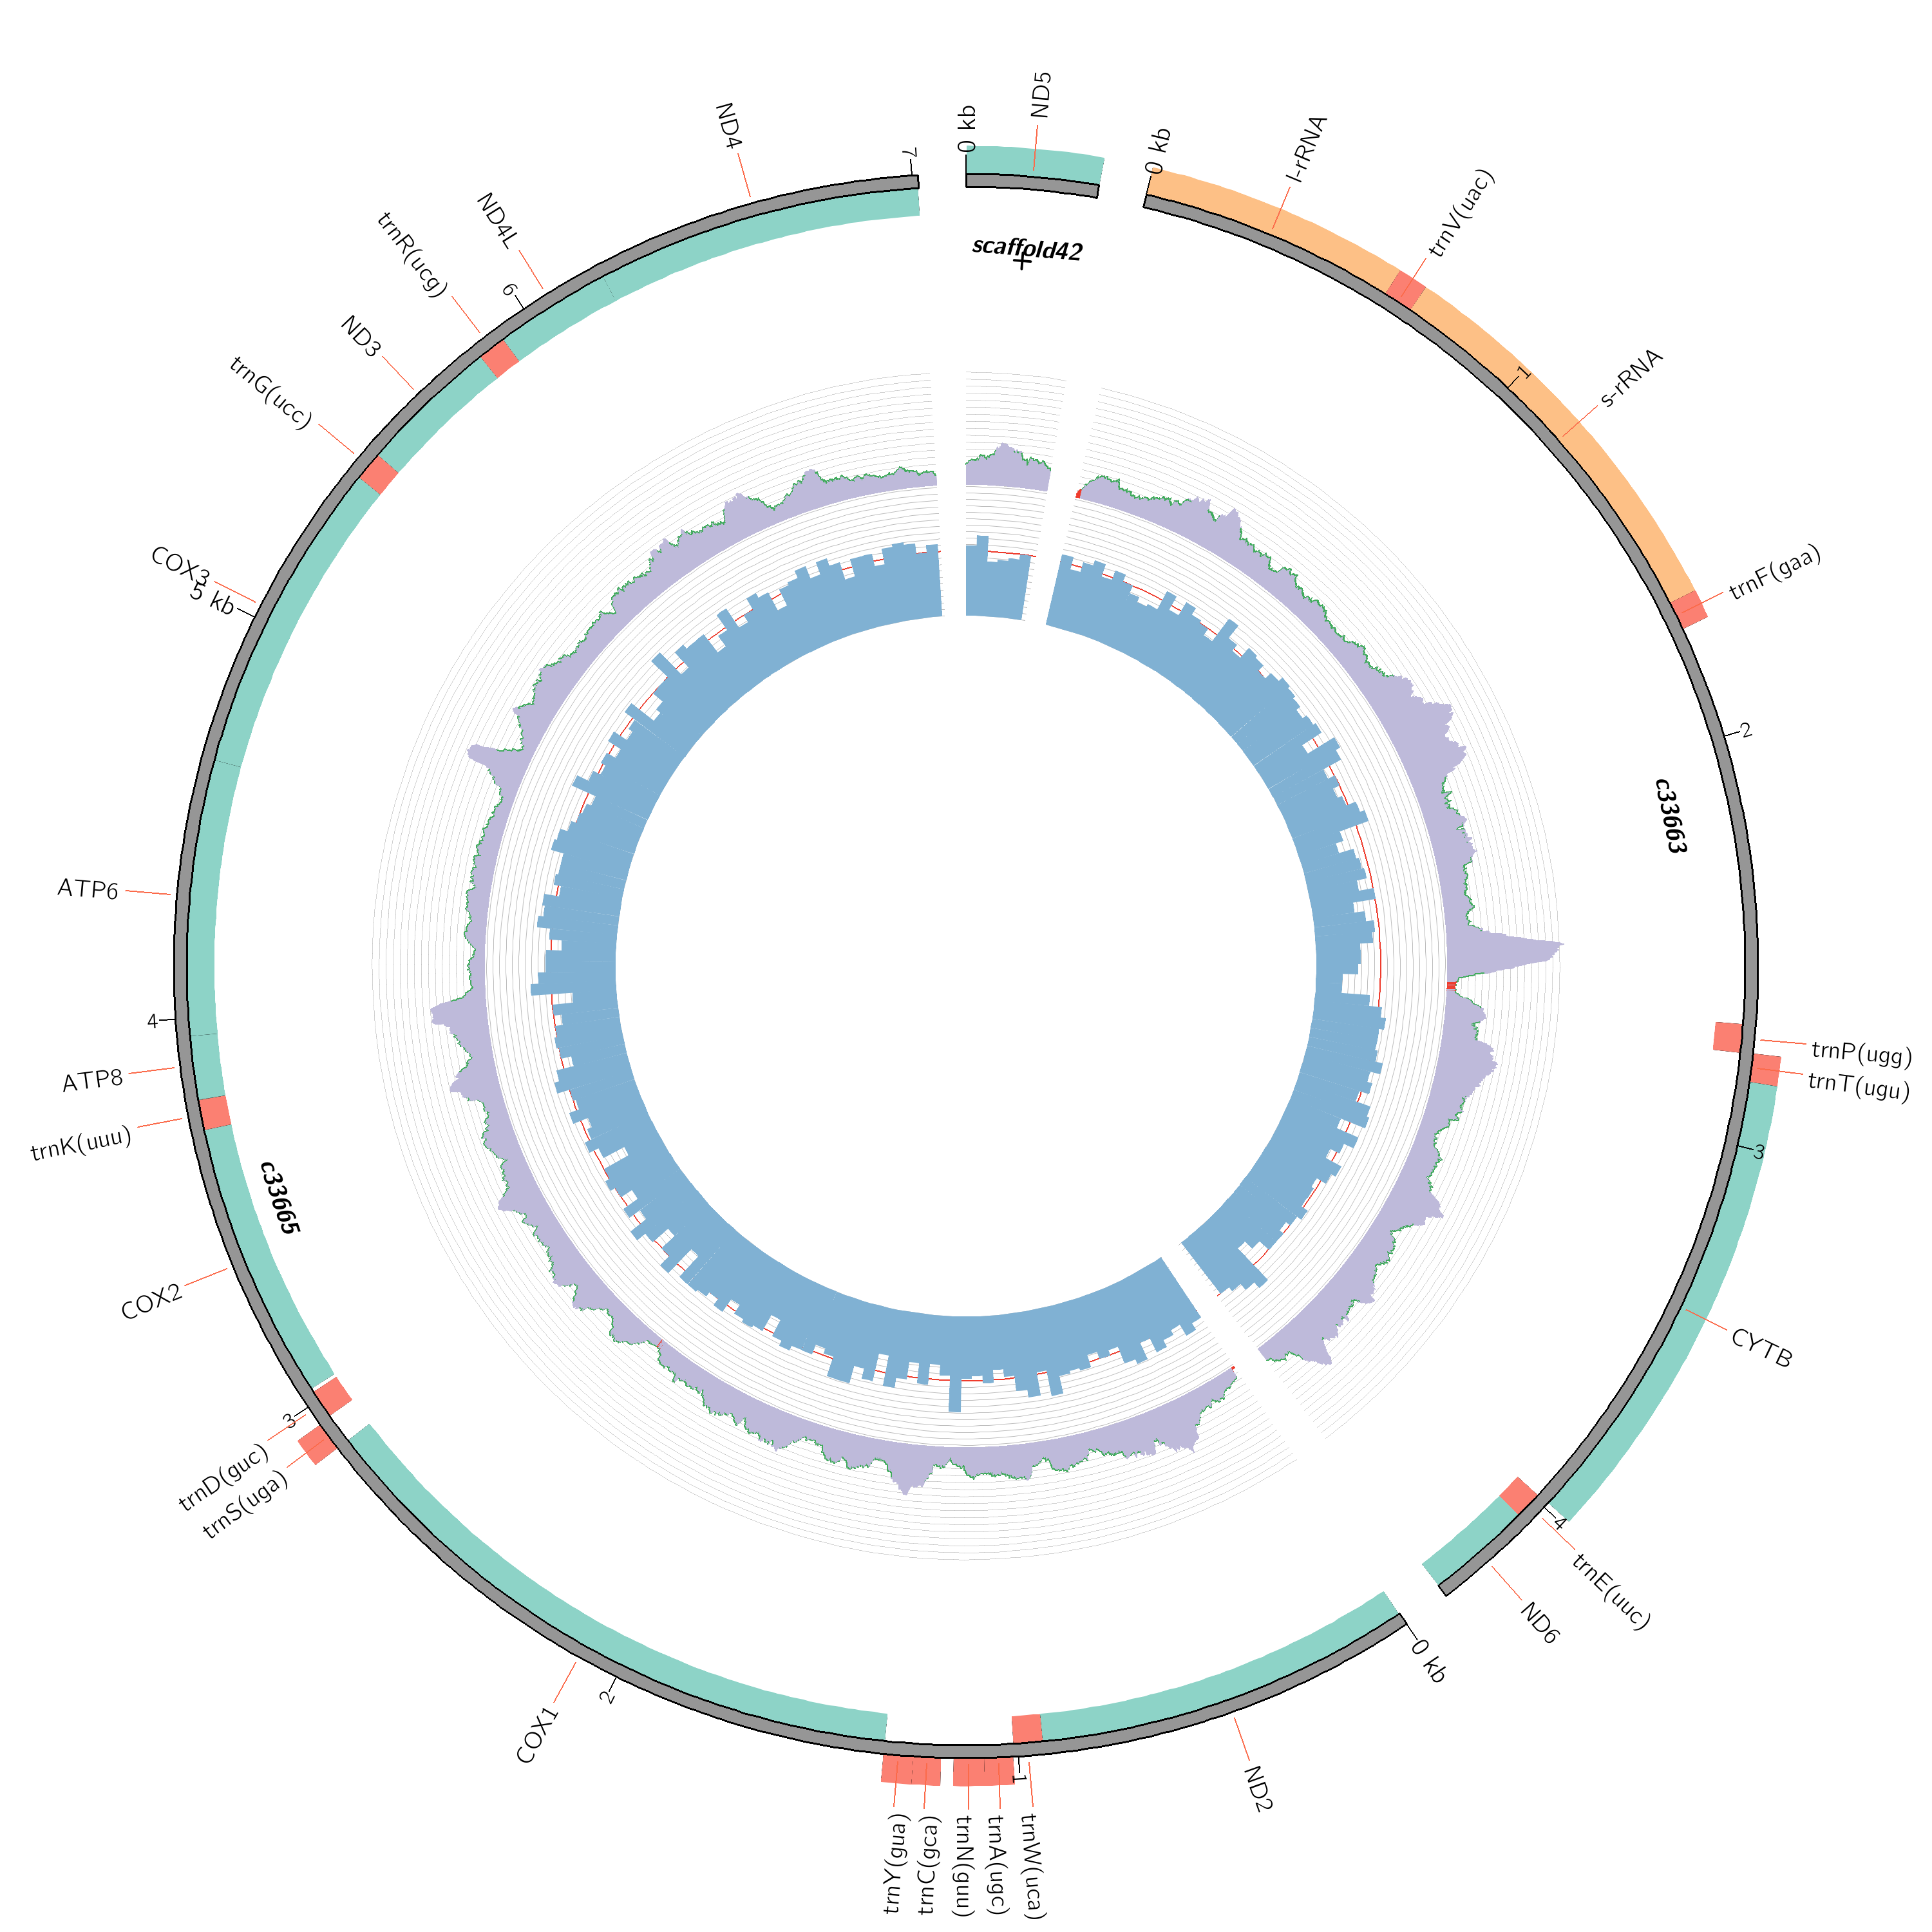 0 kb
ND5
scaffold42
+
0 kb
l-rRNA
trnV(uac)
1
s-rRNA
trnF(gaa)
2
c33663
trnP(ugg)
trnT(ugu)
3
CYTB
4
trnE(uuc)
ND6
0 kb
ND2
1
trnW(uca)
trnA(ugc)
trnN(guu)
trnC(gca)
trnY(gua)
2
COX1
trnS(uga)
trnD(guc)
3
COX2
c33665
trnK(uuu)
ATP8
4
ATP6
5 kb
COX3
trnG(ucc)
ND3
trnR(ucg)
6
ND4L
ND4
7